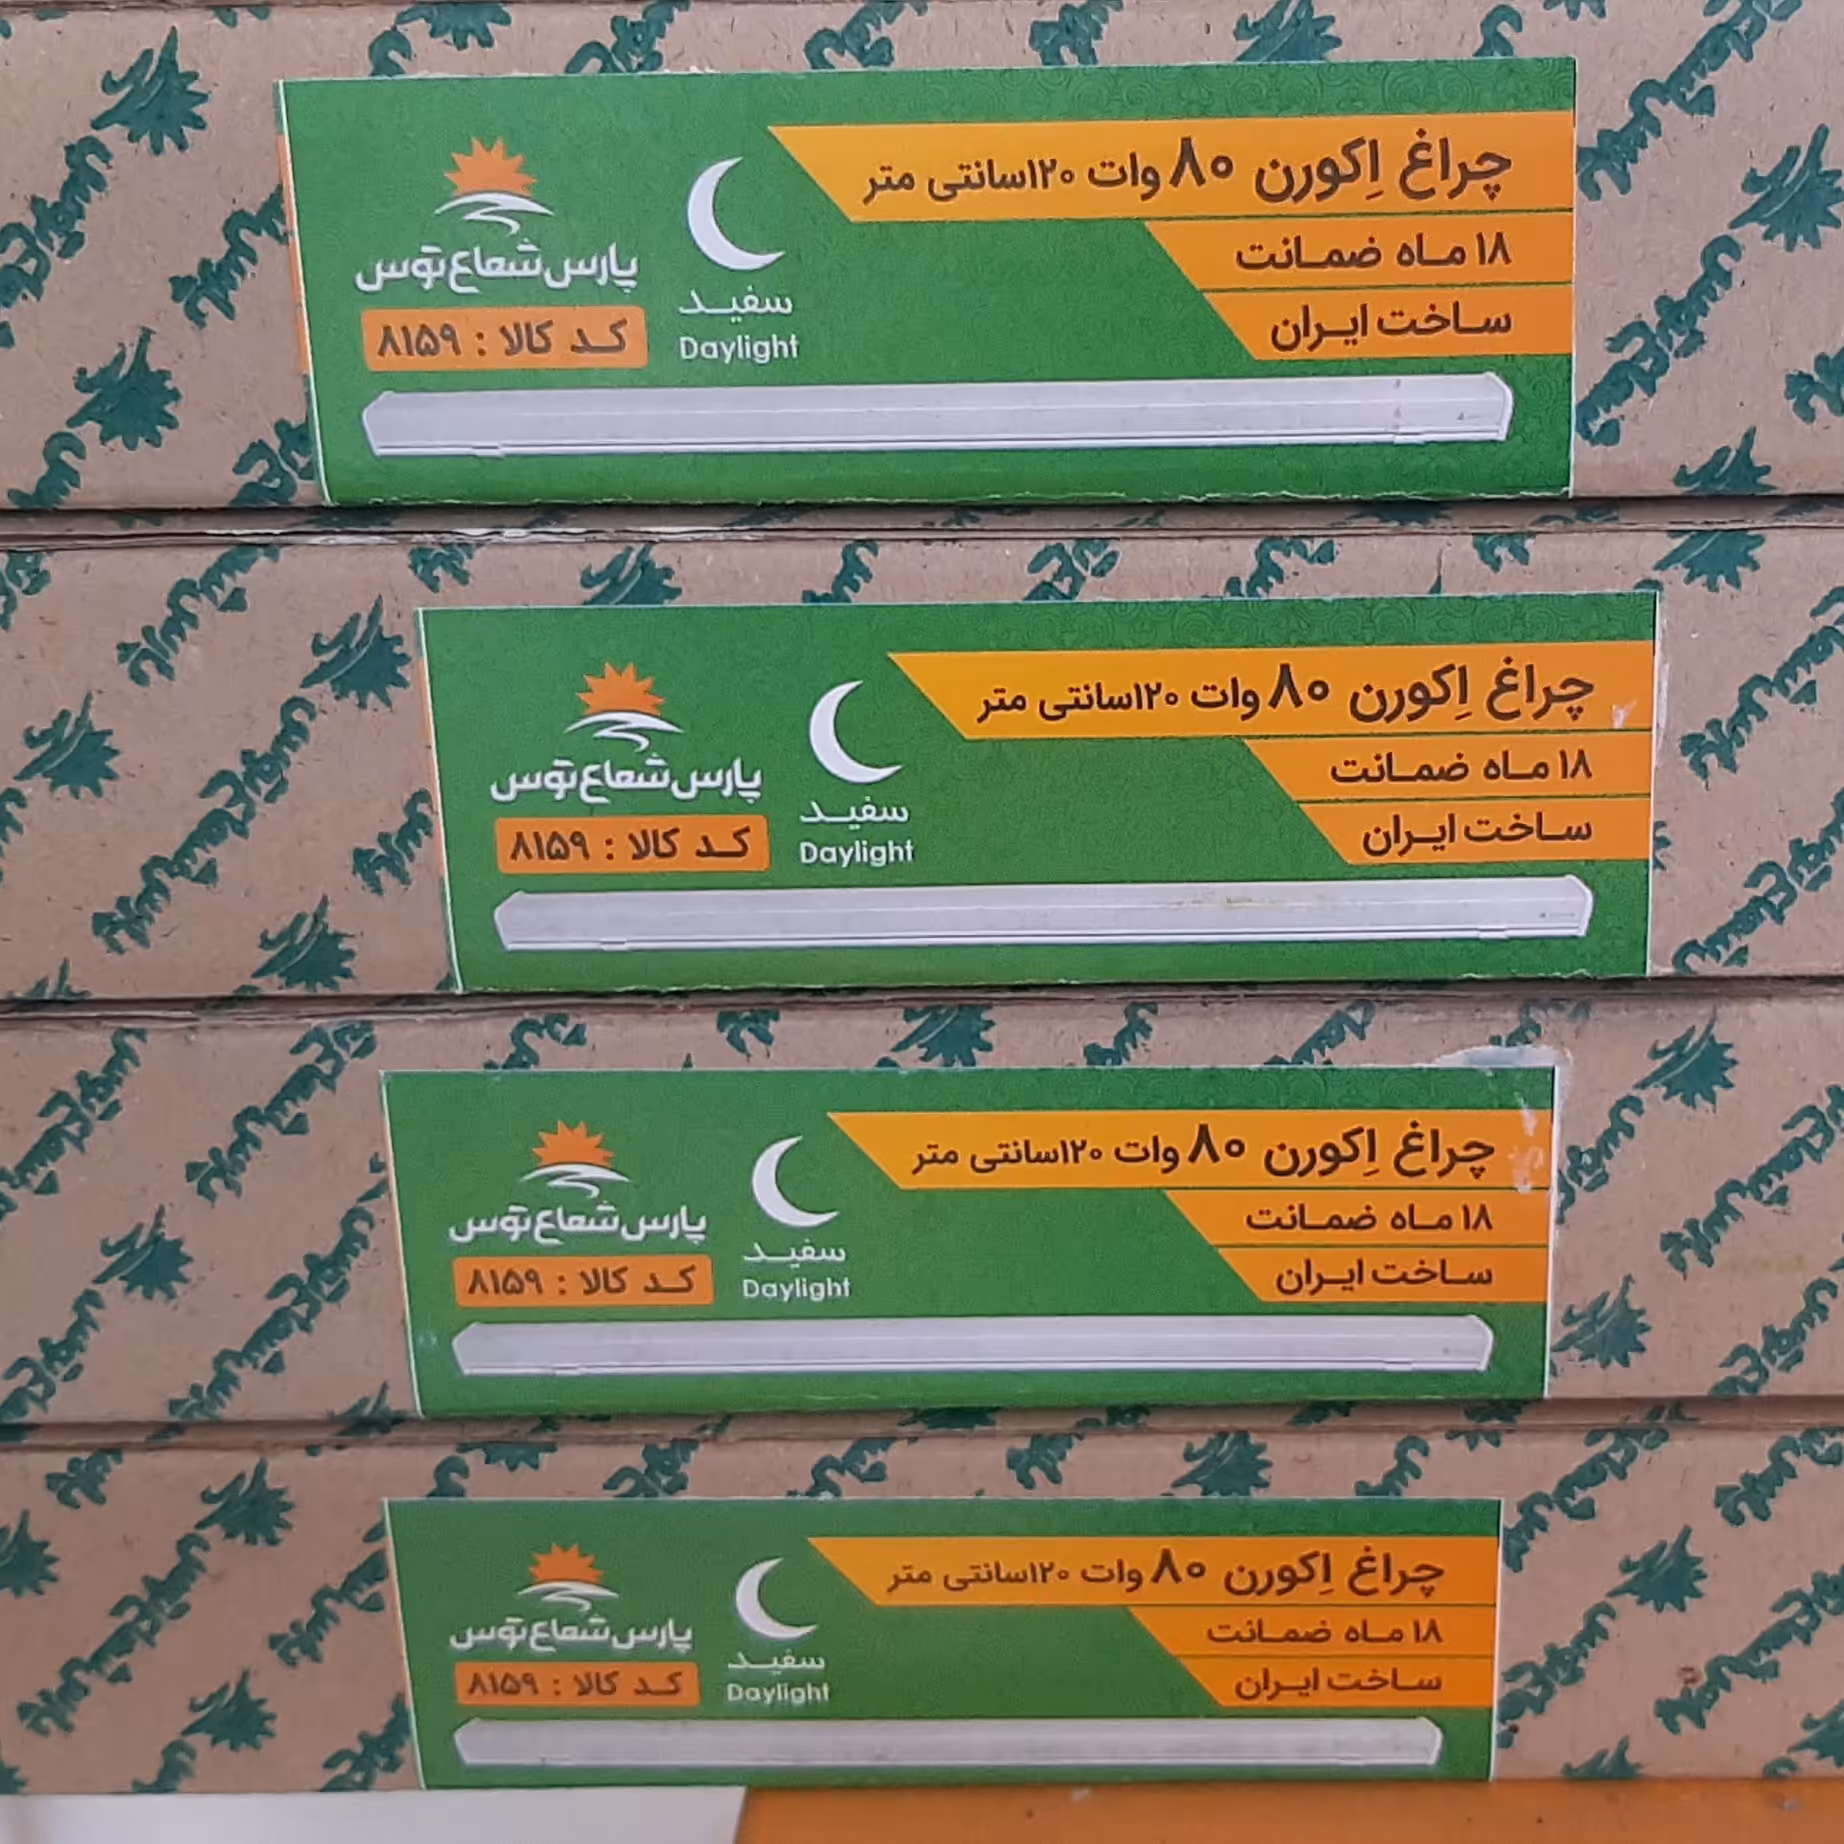 چراغ اِکورن ۸۰ وات ۱۲۰سانتی متر
۱۸ ماه ضمانت
ساخت ایران
سفید
Daylight
پارس شعاع توس
کد کالا : ۸۱۵۹
چراغ اِکورن ۸۰ وات ۱۲۰سانتی متر
۱۸ ماه ضمانت
ساخت ایران
سفید
Daylight
پارس شعاع توس
کد کالا : ۸۱۵۹
چراغ اِکورن ۸۰ وات ۱۲۰سانتی متر
۱۸ ماه ضمانت
ساخت ایران
سفید
Daylight
پارس شعاع توس
کد کالا : ۸۱۵۹
چراغ اِکورن ۸۰ وات ۱۲۰سانتی متر
۱۸ ماه ضمانت
ساخت ایران
سفید
Daylight
پارس شعاع توس
کد کالا : ۸۱۵۹